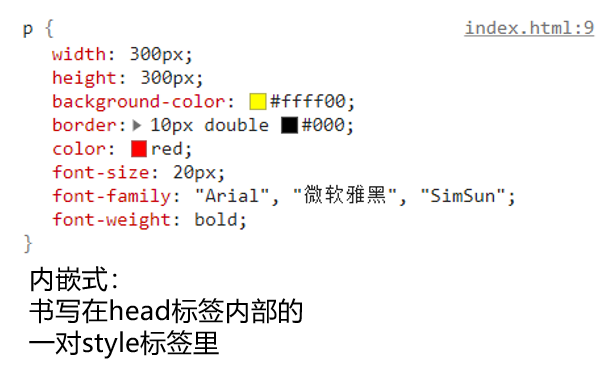 p { index.html:9
width: 300px;
height: 300px;
background-color: #ffff00;
border: 10px double #000;
color: red;
font-size: 20px;
font-family: "Arial", "微软雅黑", "SimSun";
font-weight: bold;
}
内嵌式：
书写在head标签内部的
一对style标签里